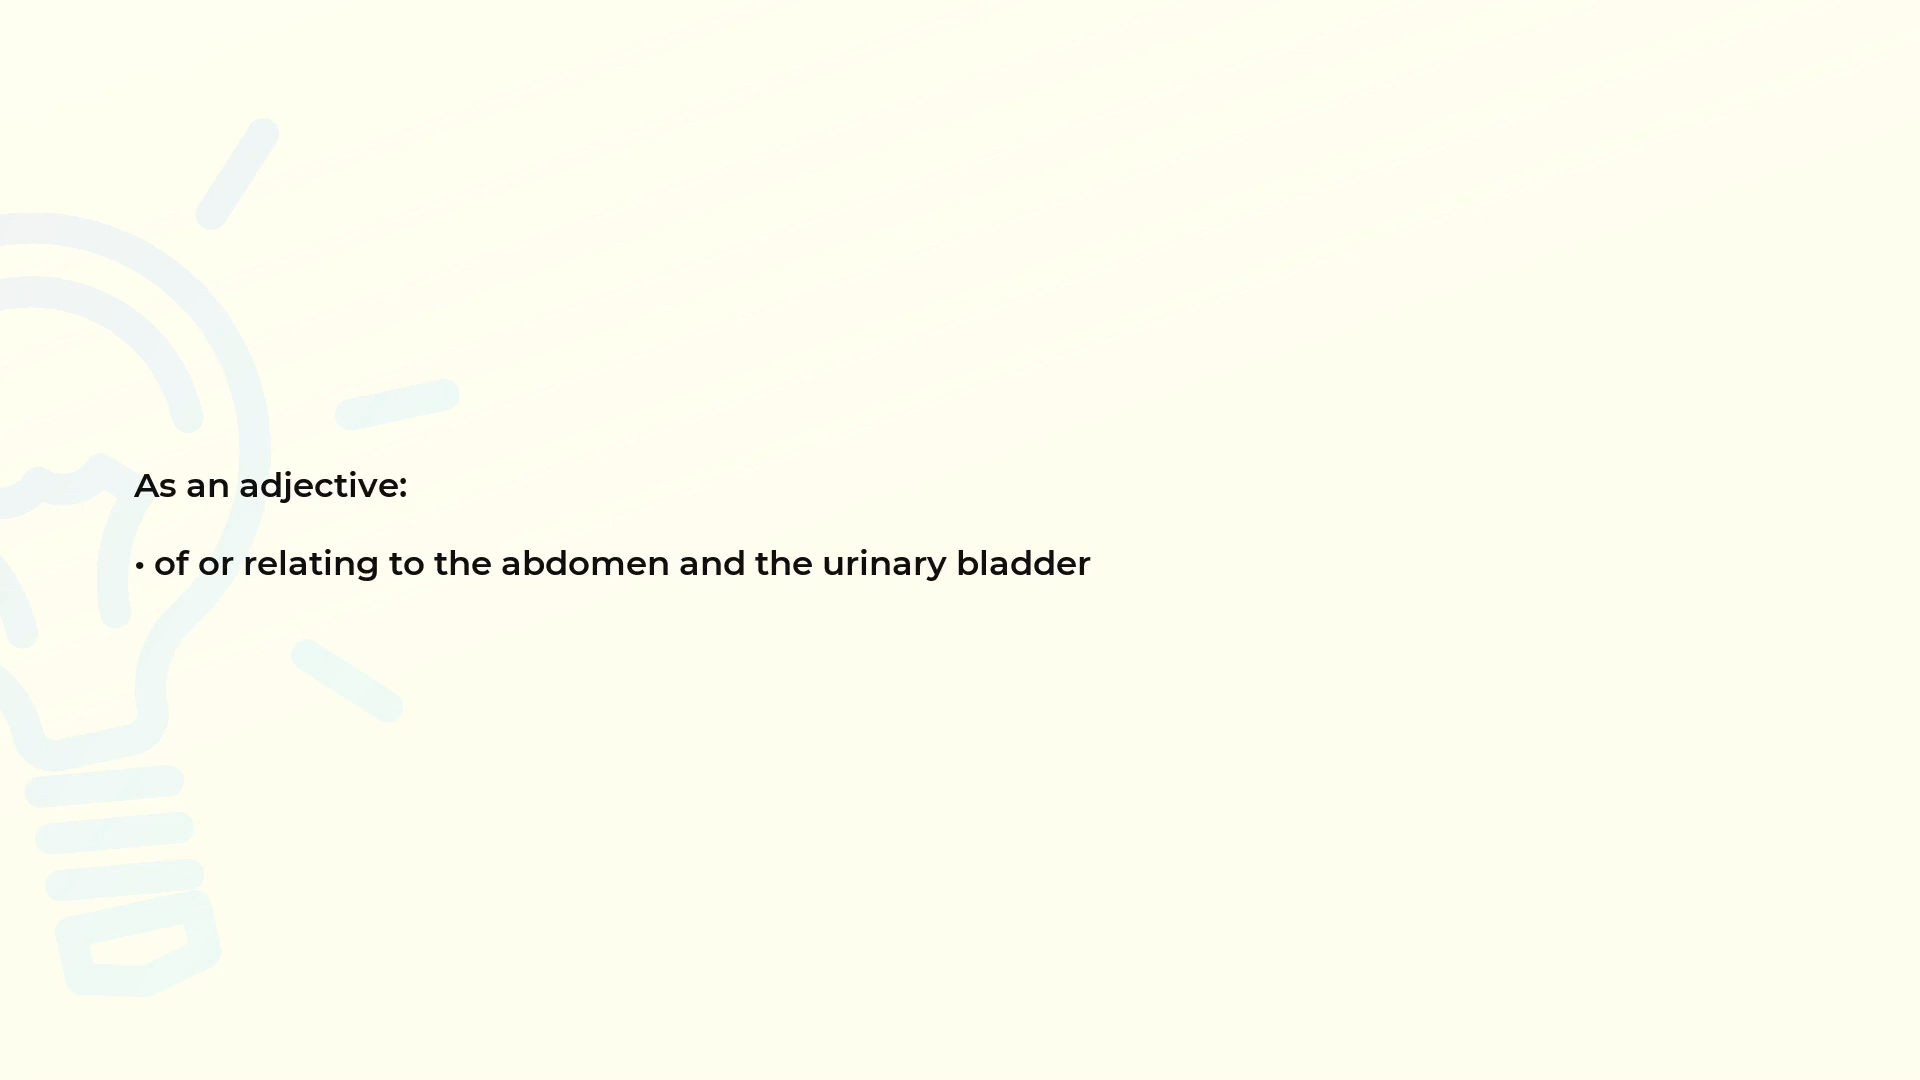 As an adjective:
• of or relating to the abdomen and the urinary bladder